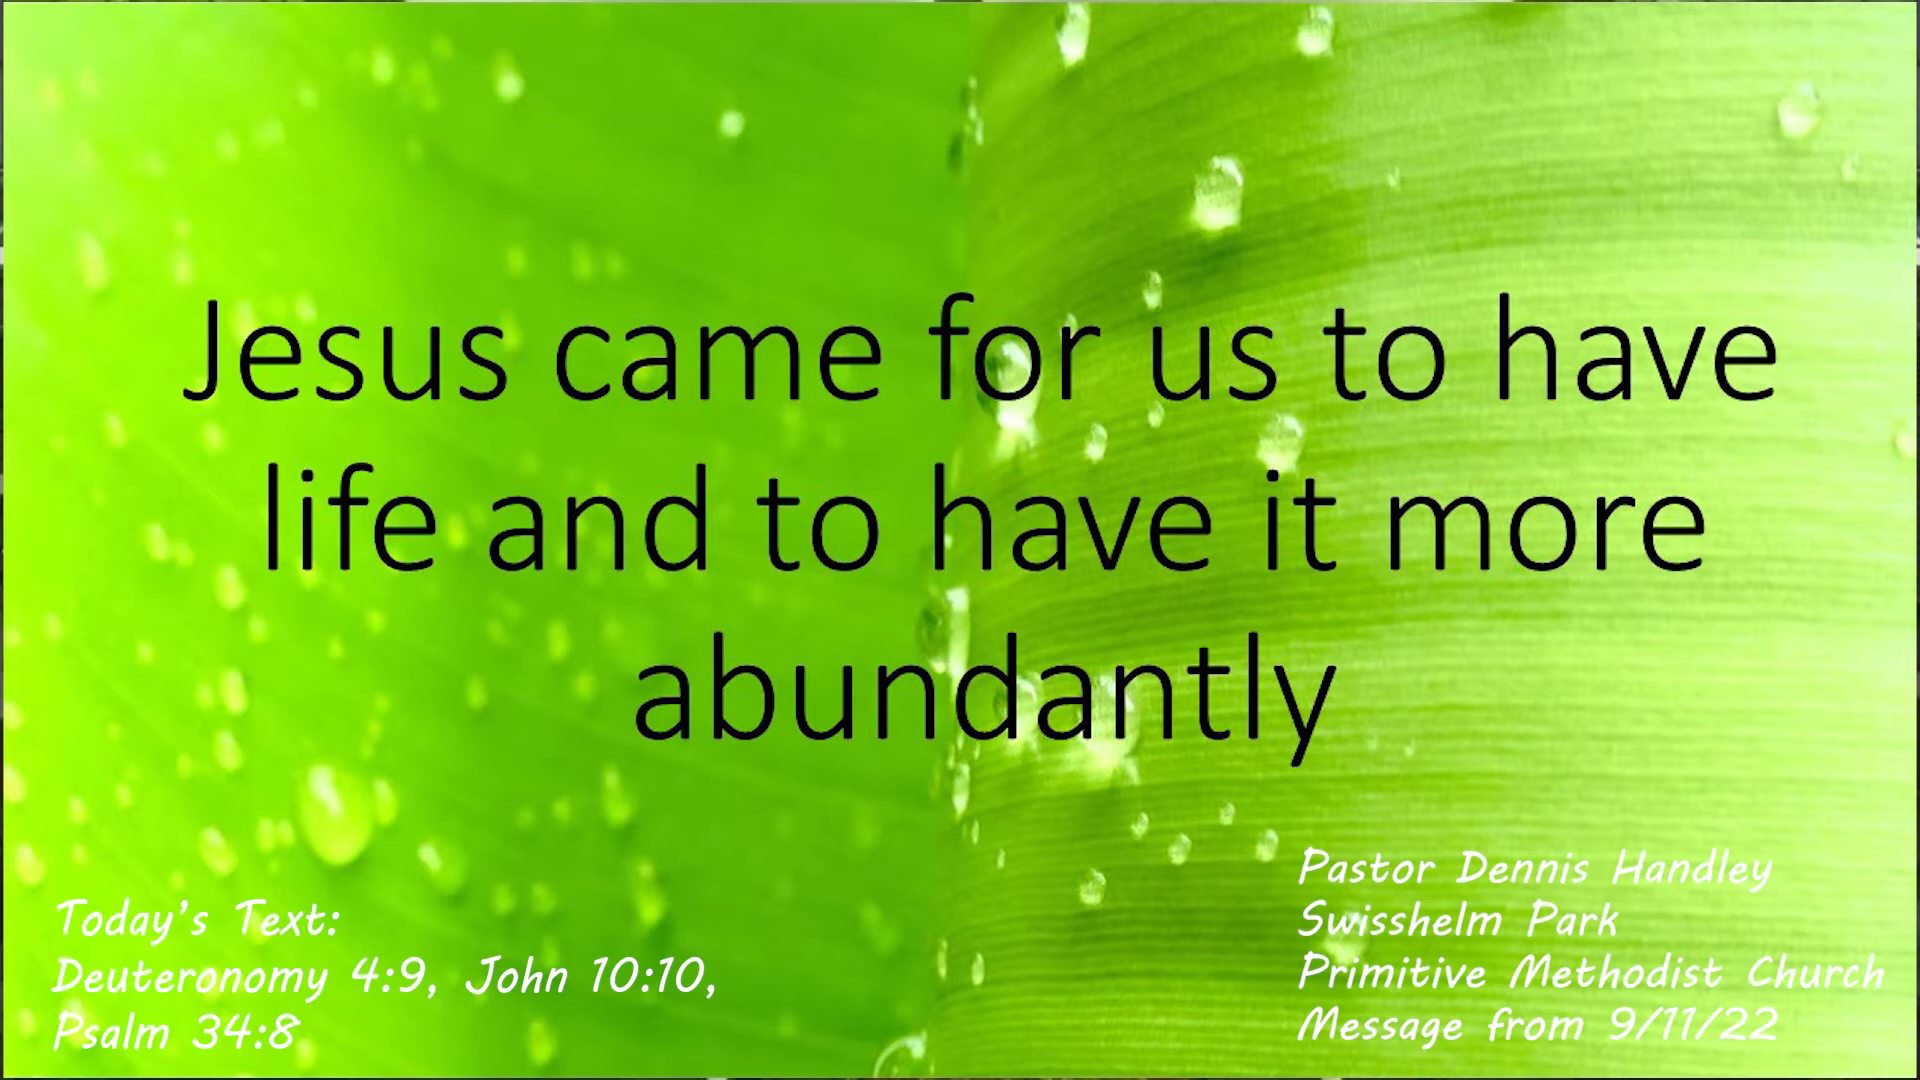 Jesus came for us to have
life and to have it more
abundantly
Today's Text:
Deuteronomy 4:9, John 10:10,
Psalm 34:8
Pastor Dennis Handley
Swisshelm Park
Primitive Methodist Church
Message from 9/11/22